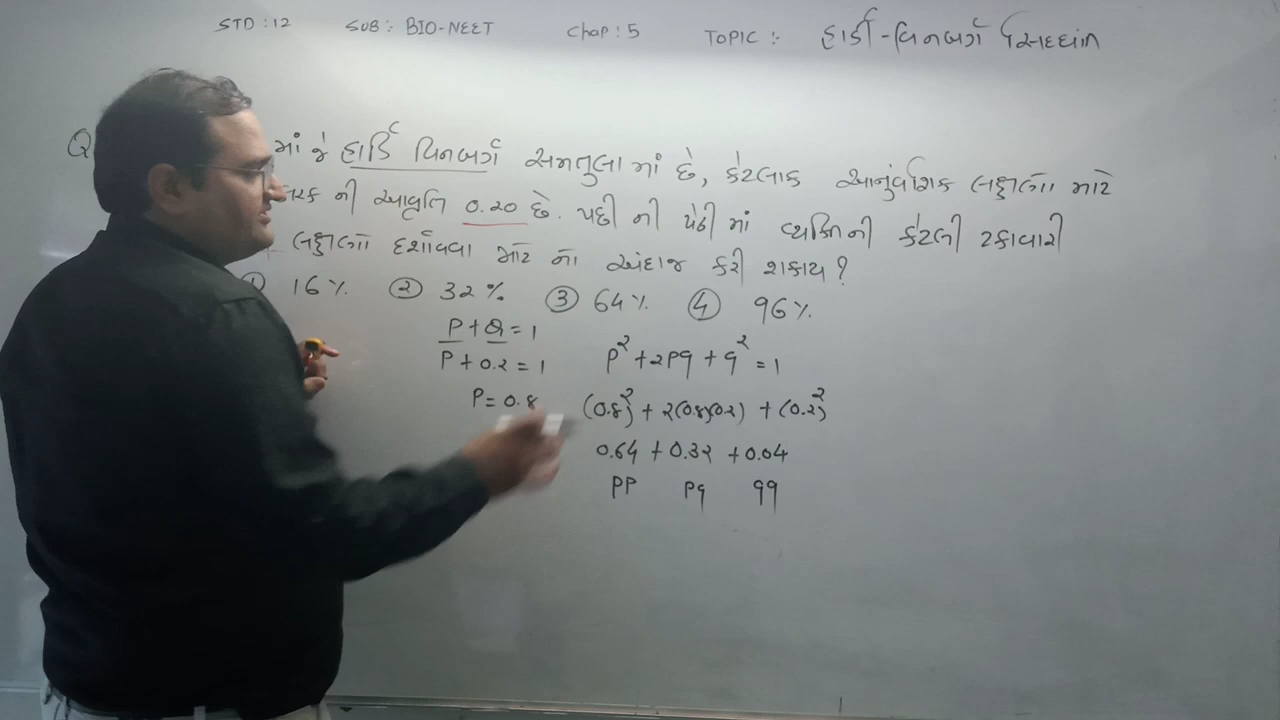 STD : 12 SUB : BIO-NEET Chap : 5 TOPIC : હાર્ડી-વિનબર્ગ સિદ્ધાંત
Q માં જે હાર્ડિ વિનબર્ગ સમતુલા માં છે, કેટલાક આનુવંશિક લક્ષણો માટે
રક ની આવૃતિ 0.20 છે. પછી ની પેઢી માં વ્યક્તિની કેટલી ટકાવારી
લક્ષણો દર્શાવવા માટે ના અંદાજ કરી શકાય ?
① 16% ② 32% ③ 64% ④ 96%
P + Q = 1
P + 0.2 = 1 P² + 2Pq + q² = 1
P = 0.8 (0.8)² + 2(0.8)(0.2) + (0.2)²
0.64 + 0.32 + 0.04
PP Pq qq